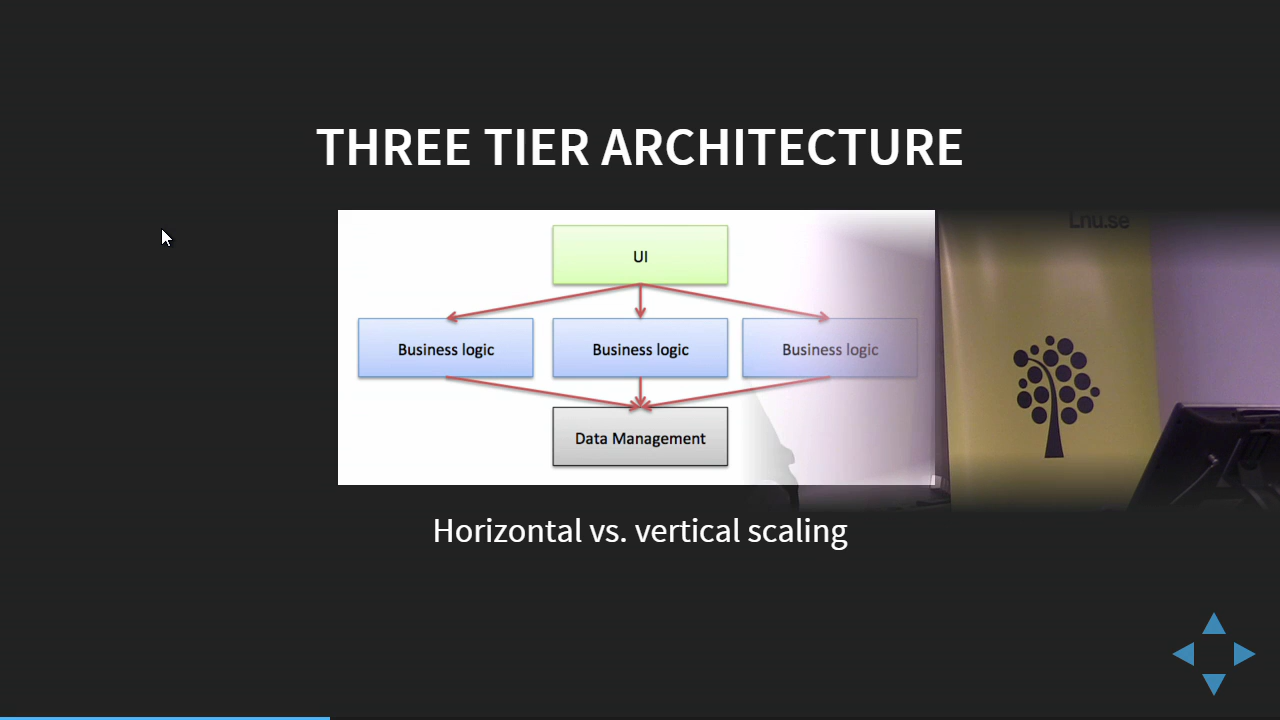 THREE TIER ARCHITECTURE
Lnu.se
UI
Business logic
Business logic
Business logic
Data Management
Horizontal vs. vertical scaling